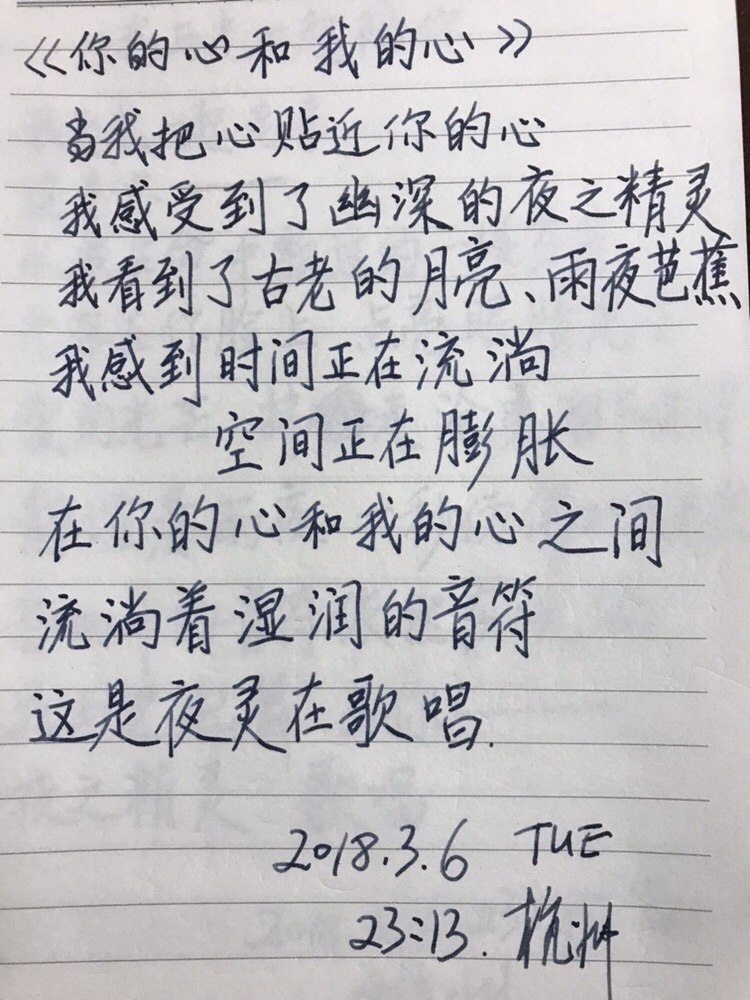 《你的心和我的心》
当我把心贴近你的心
我感受到了幽深的夜之精灵
我看到了古老的月亮、雨夜芭蕉
我感到时间正在流淌
空间正在膨胀
在你的心和我的心之间
流淌着湿润的音符
这是夜灵在歌唱.
2018.3.6 TUE
23:13. 杭州